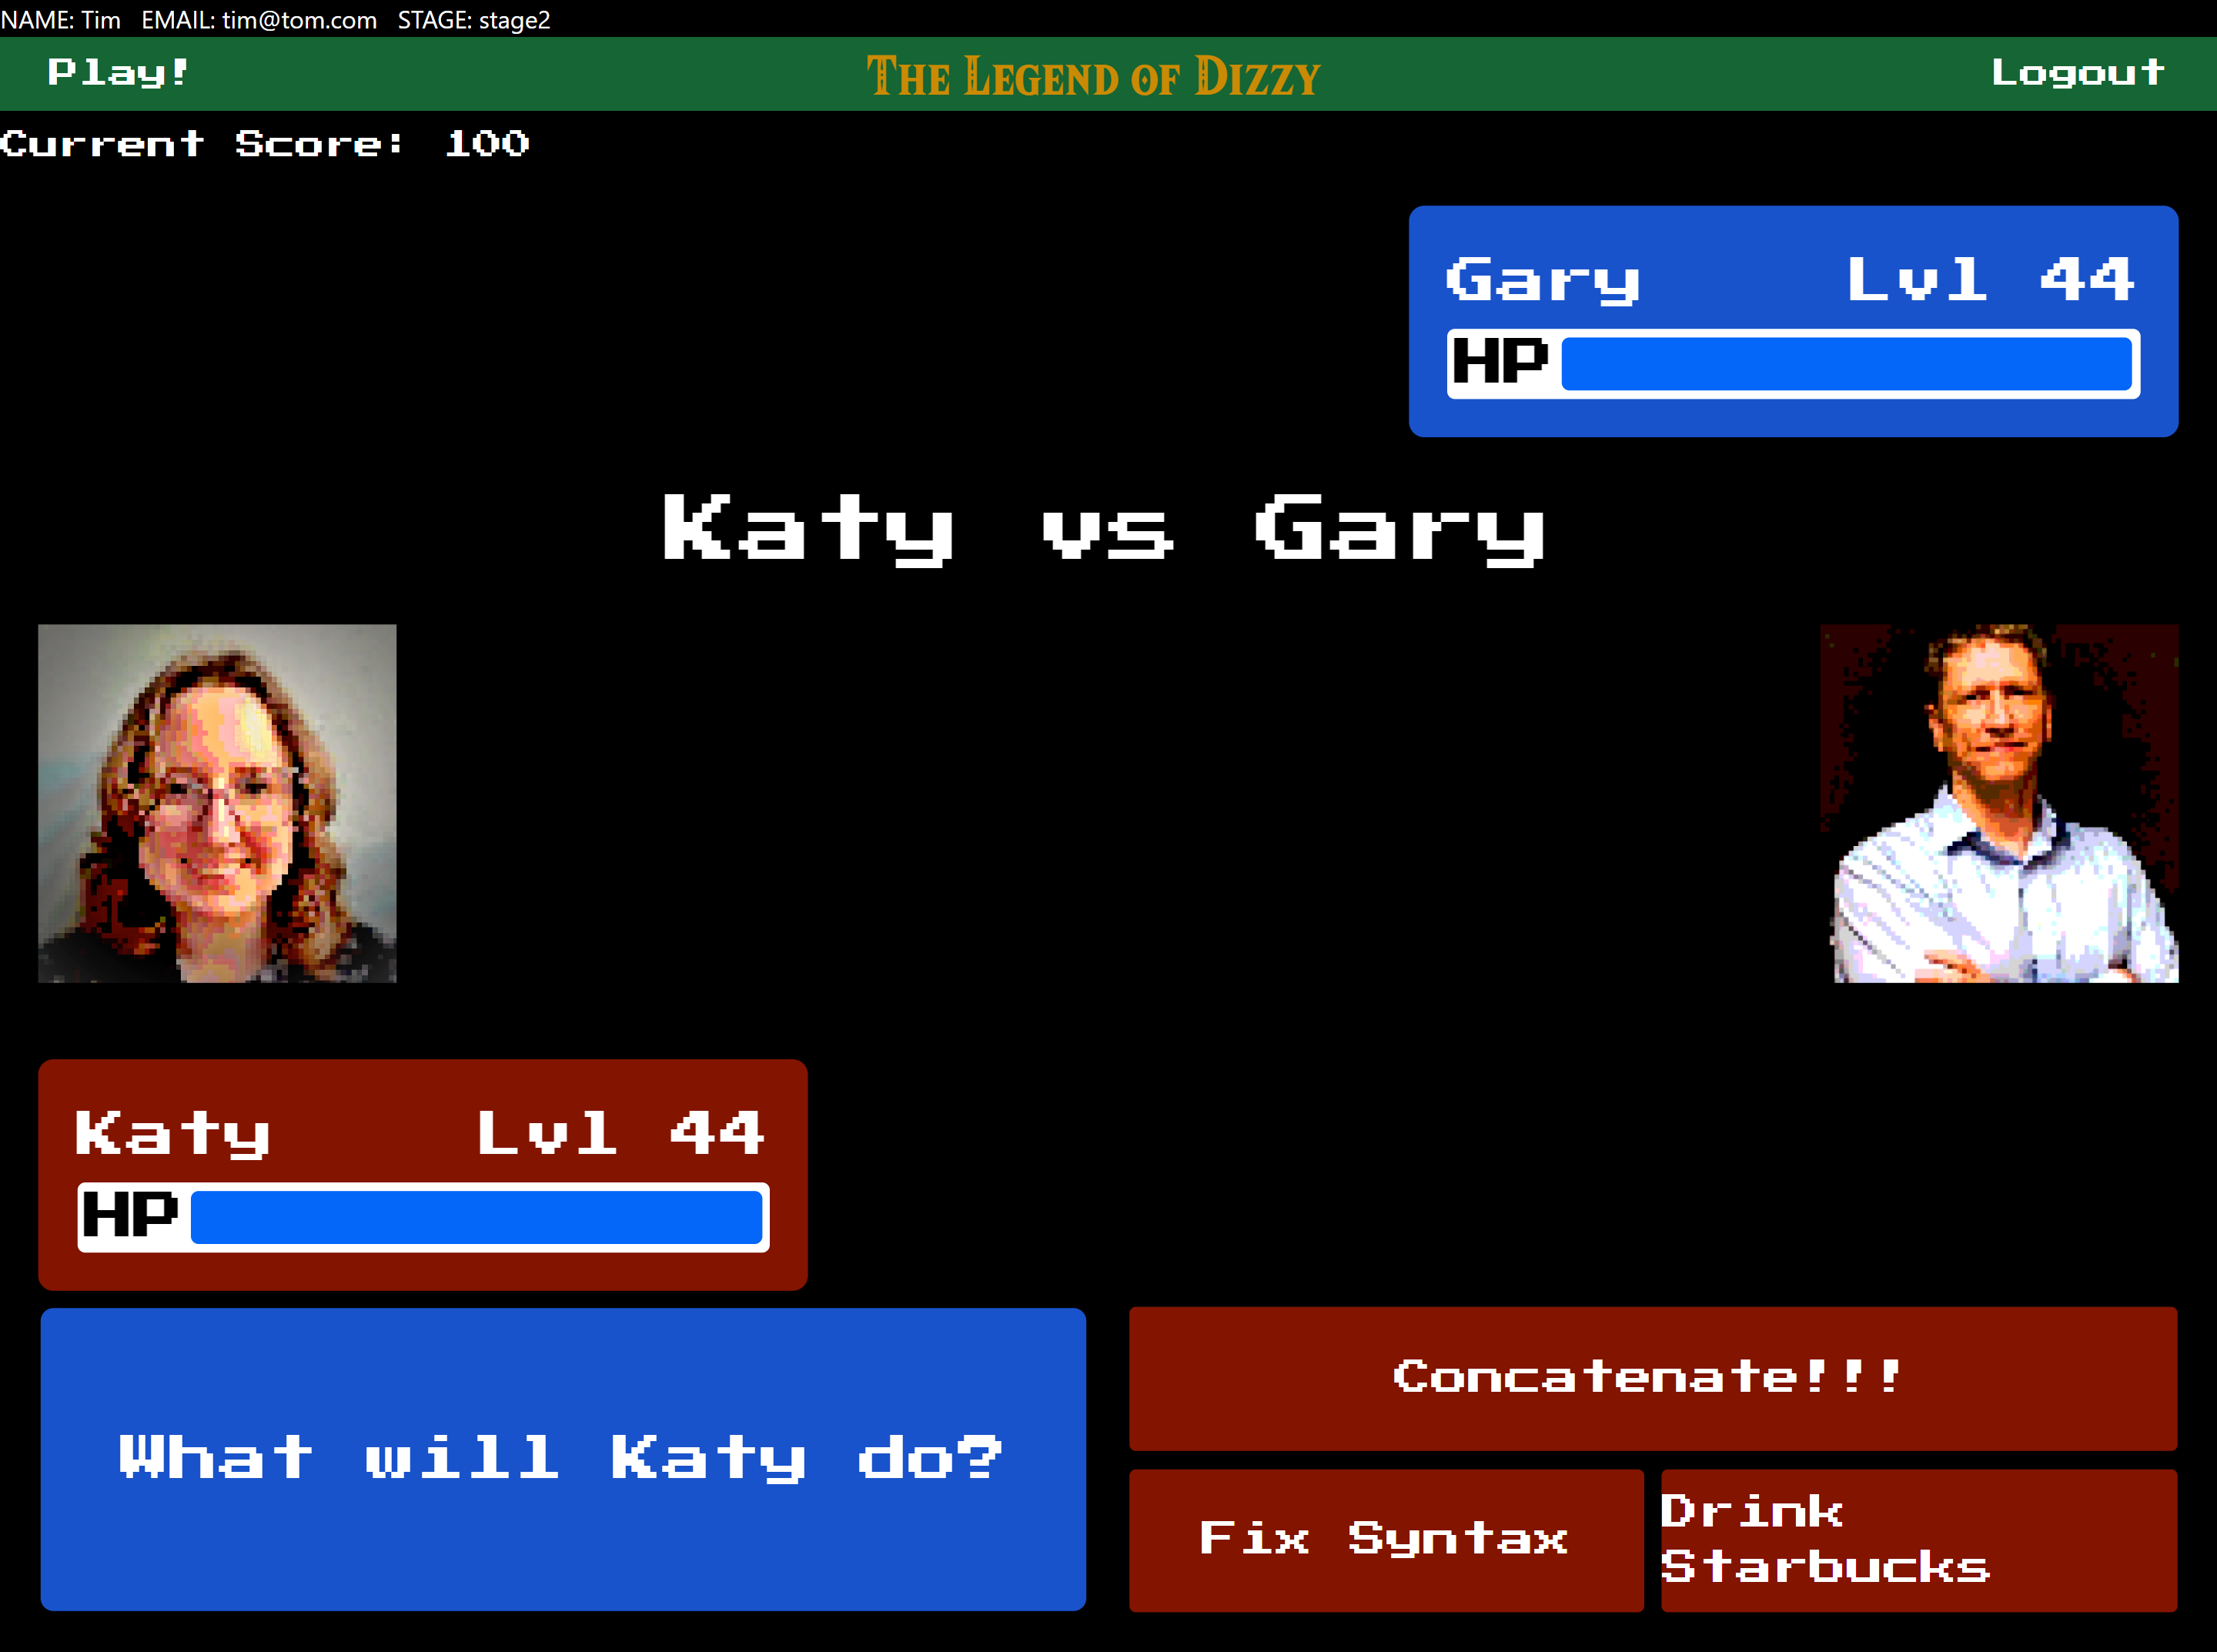 NAME: Tim EMAIL: tim@tom.com STAGE: stage2
Play! The Legend of Dizzy Logout
Current Score: 100
Gary Lvl 44
HP
Katy vs Gary
Katy Lvl 44
HP
What will Katy do?
Concatenate!!!
Fix Syntax
Drink
Starbucks